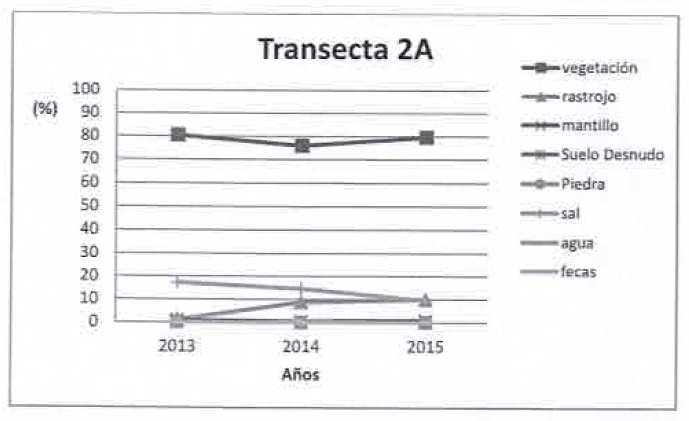 Transecta 2A
(%)
100
90
80
70
60
50
40
30
20
10
0
2013 2014 2015
Años
vegetación
rastrojo
mantillo
Suelo Desnudo
Piedra
sal
agua
fecas